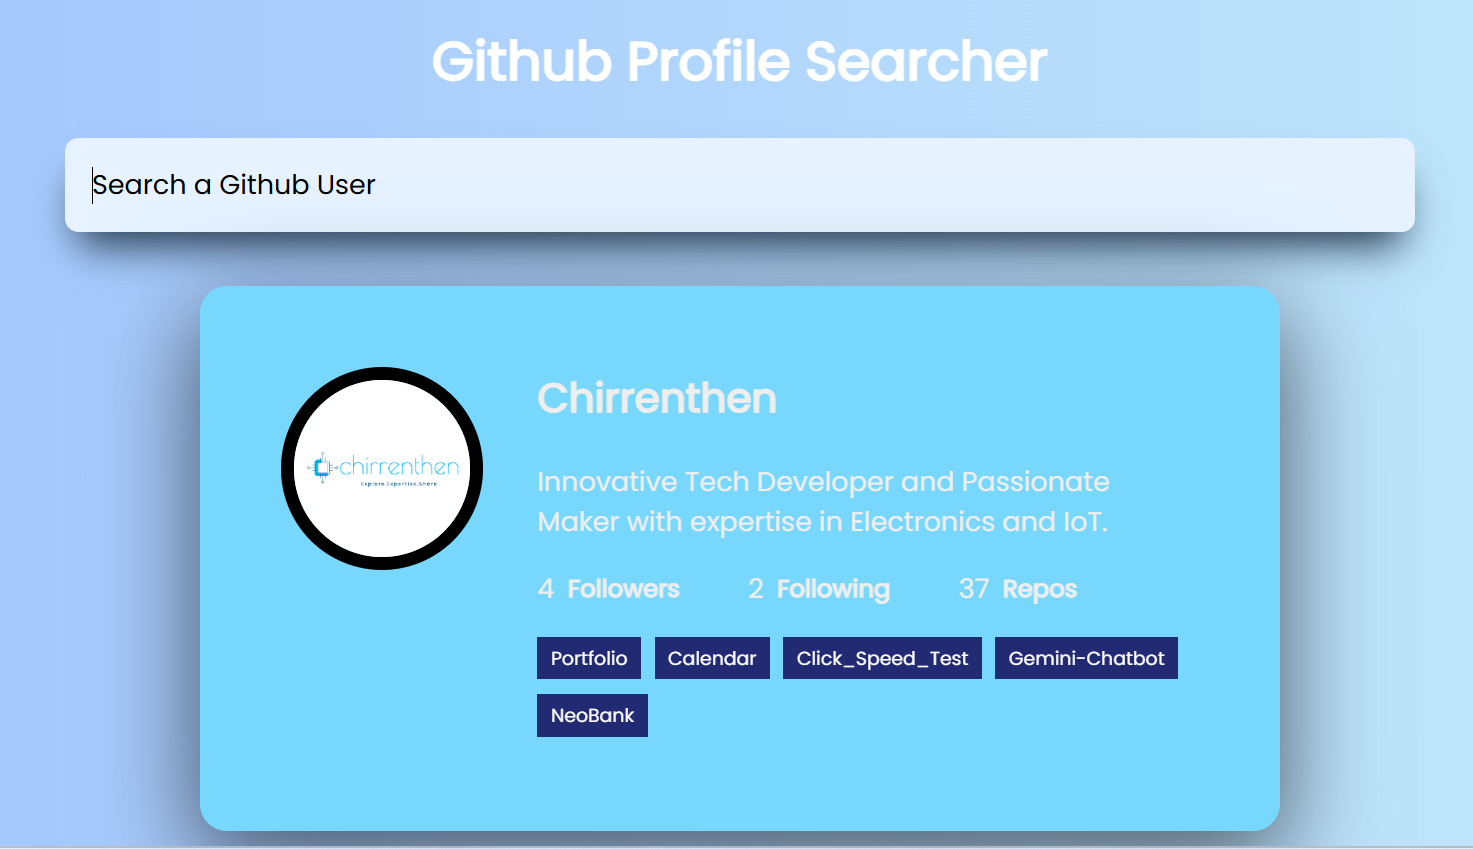 Github Profile Searcher
Search a Github User
chirrenthen
Explore.Expertise.Share
Chirrenthen
Innovative Tech Developer and Passionate
Maker with expertise in Electronics and IoT.
4 Followers 2 Following 37 Repos
Portfolio Calendar Click_Speed_Test Gemini-Chatbot
NeoBank